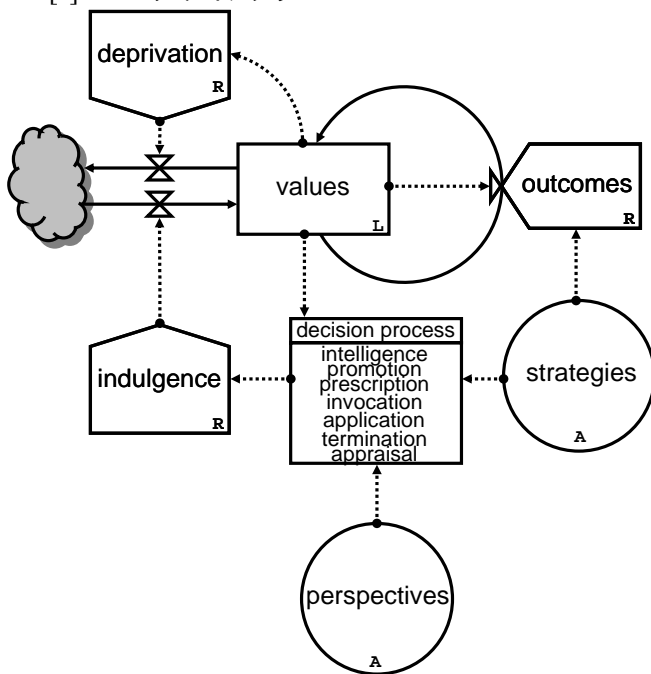 deprivation
R
values
L
outcomes
R
decision process
intelligence
promotion
prescription
invocation
application
termination
appraisal
indulgence
R
strategies
A
perspectives
A